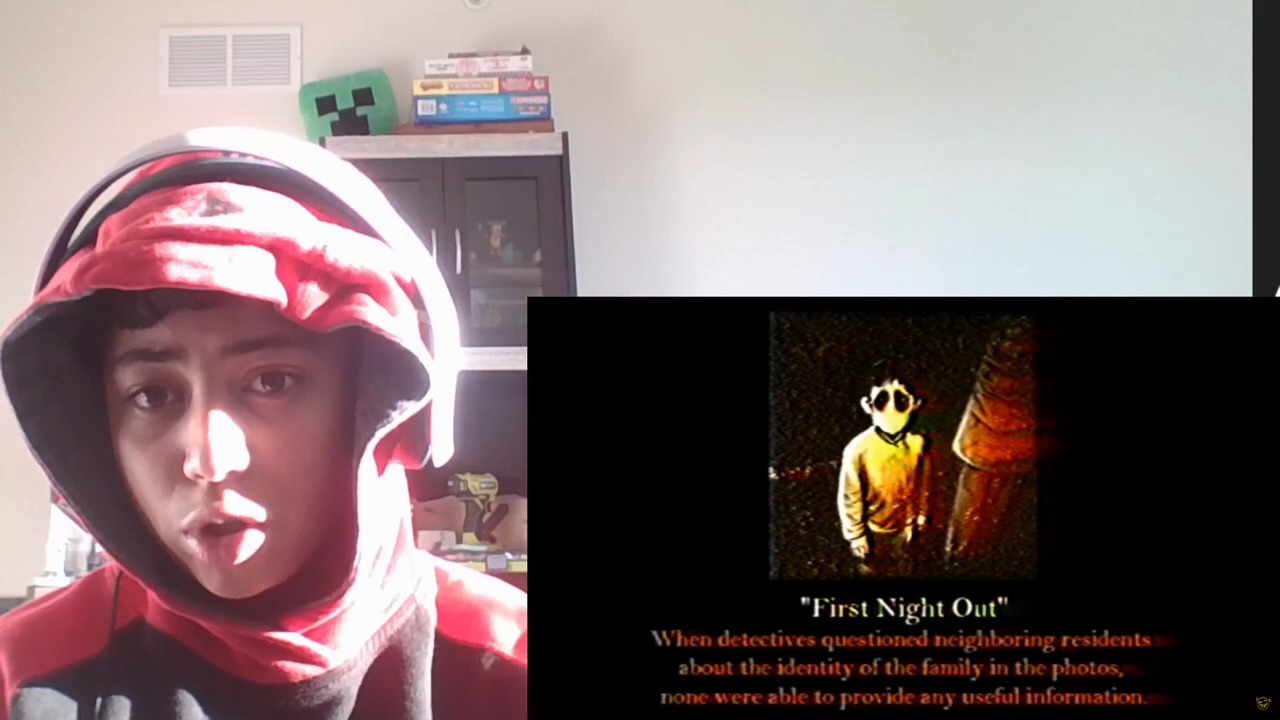 "First Night Out"
When detectives questioned neighboring residents
about the identity of the family in the photos,
none were able to provide any useful information.